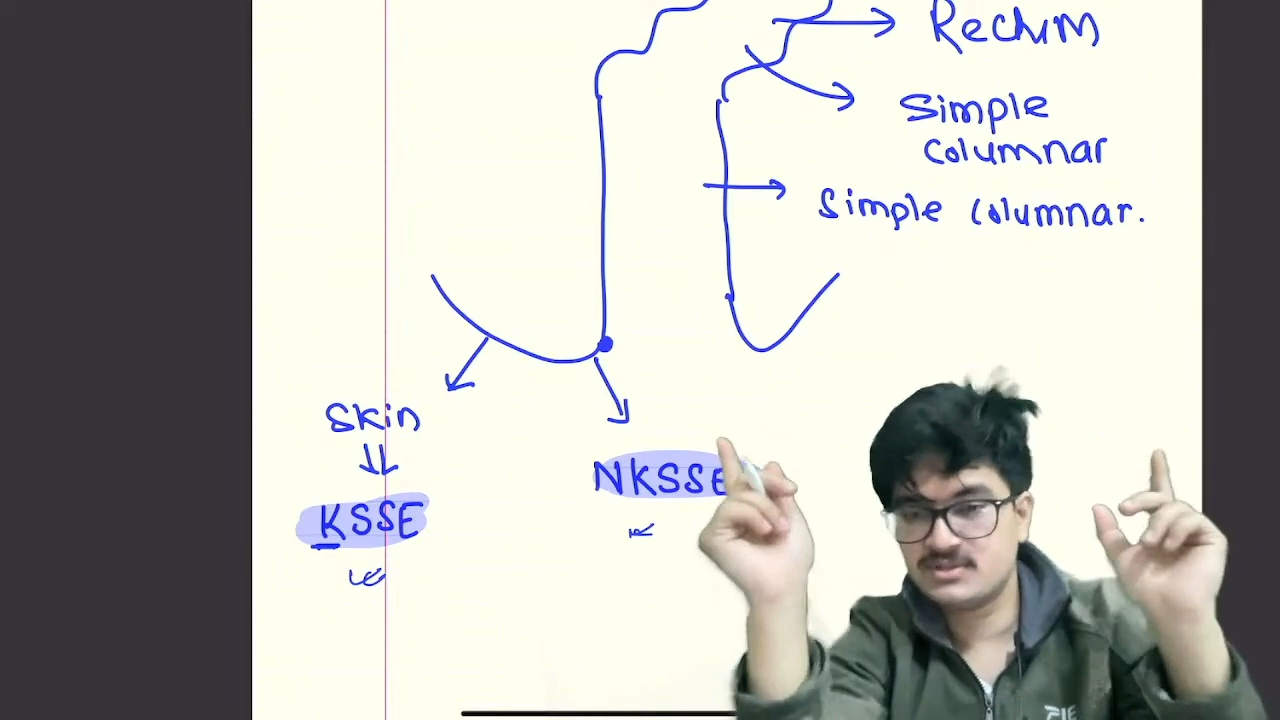 Rectum
Simple
columnar
Simple columnar.
Skin
KSSE
NKSSE